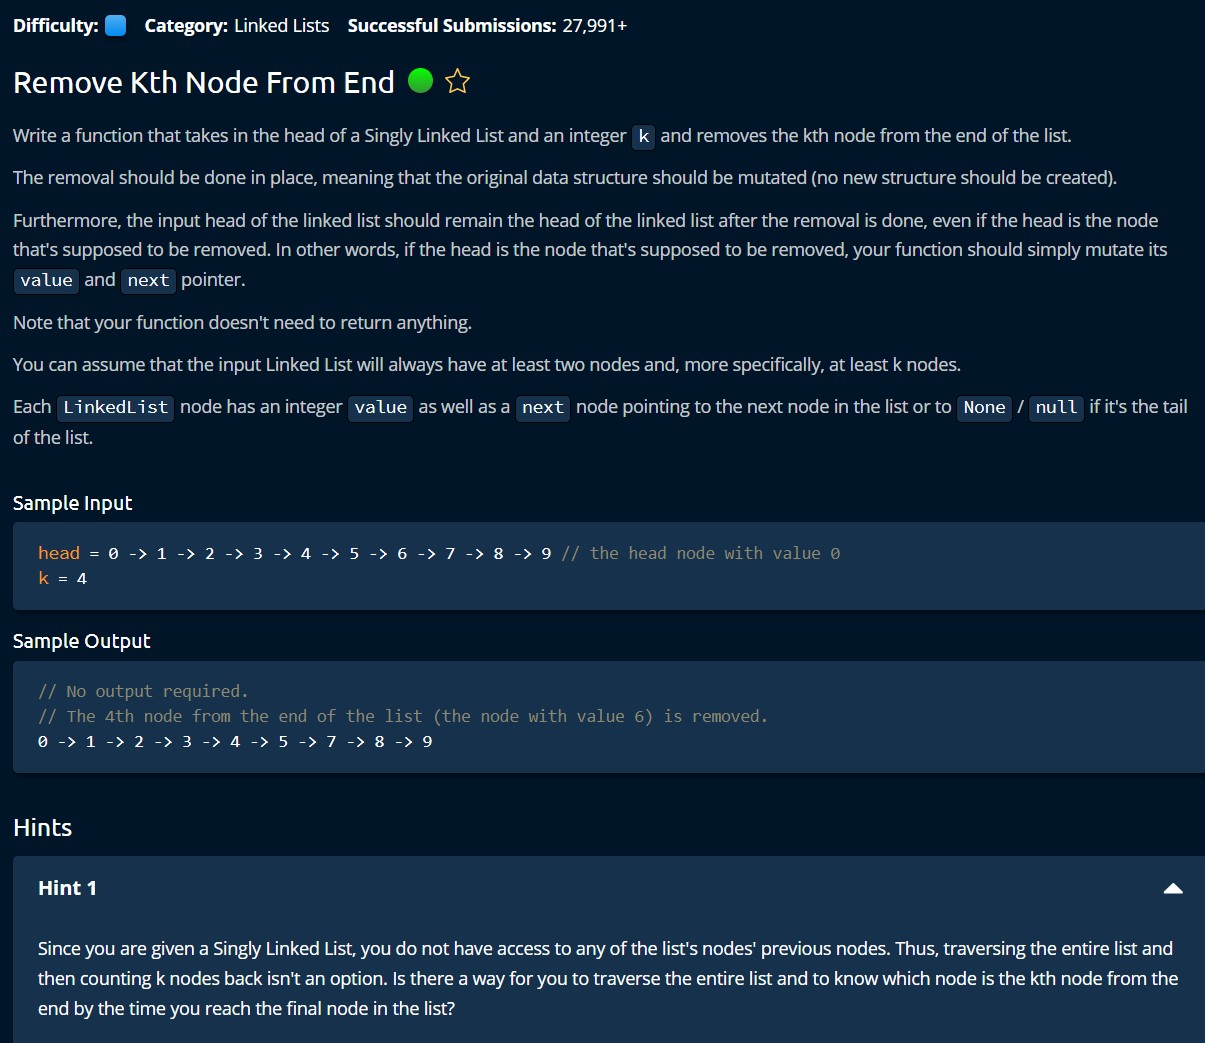 Difficulty: Category: Linked Lists Successful Submissions: 27,991+
Remove Kth Node From End
Write a function that takes in the head of a Singly Linked List and an integer k and removes the kth node from the end of the list.
The removal should be done in place, meaning that the original data structure should be mutated (no new structure should be created).
Furthermore, the input head of the linked list should remain the head of the linked list after the removal is done, even if the head is the node
that's supposed to be removed. In other words, if the head is the node that's supposed to be removed, your function should simply mutate its
value and next pointer.
Note that your function doesn't need to return anything.
You can assume that the input Linked List will always have at least two nodes and, more specifically, at least k nodes.
Each LinkedList node has an integer value as well as a next node pointing to the next node in the list or to None / null if it's the tail
of the list.
Sample Input
head = 0 -> 1 -> 2 -> 3 -> 4 -> 5 -> 6 -> 7 -> 8 -> 9 // the head node with value 0
k = 4
Sample Output
// No output required.
// The 4th node from the end of the list (the node with value 6) is removed.
0 -> 1 -> 2 -> 3 -> 4 -> 5 -> 7 -> 8 -> 9
Hints
Hint 1
Since you are given a Singly Linked List, you do not have access to any of the list's nodes' previous nodes. Thus, traversing the entire list and
then counting k nodes back isn't an option. Is there a way for you to traverse the entire list and to know which node is the kth node from the
end by the time you reach the final node in the list?